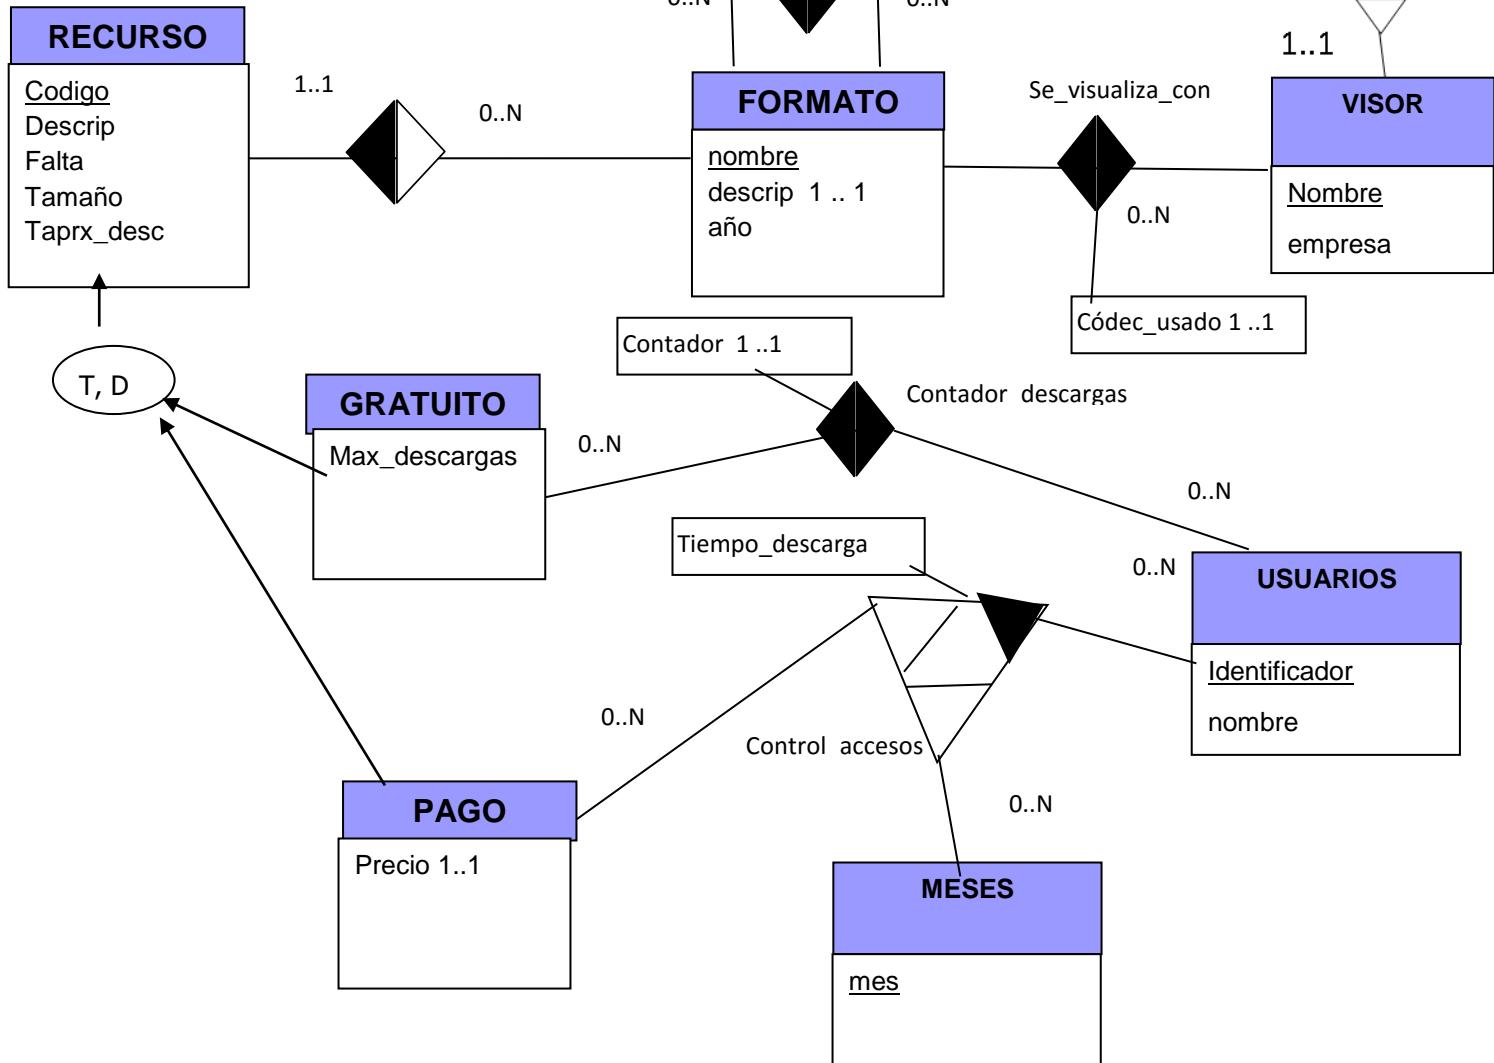 0..N
0..N
RECURSO
Codigo
Descrip
Falta
Tamaño
Taprx_desc
1..1
0..N
FORMATO
nombre
descrip 1 .. 1
año
Se_visualiza_con
0..N
1..1
VISOR
Nombre
empresa
Códec_usado 1 ..1
T, D
Contador 1 ..1
Contador descargas
GRATUITO
Max_descargas
0..N
0..N
Tiempo_descarga
0..N
USUARIOS
Identificador
nombre
0..N
Control accesos
0..N
PAGO
Precio 1..1
MESES
mes